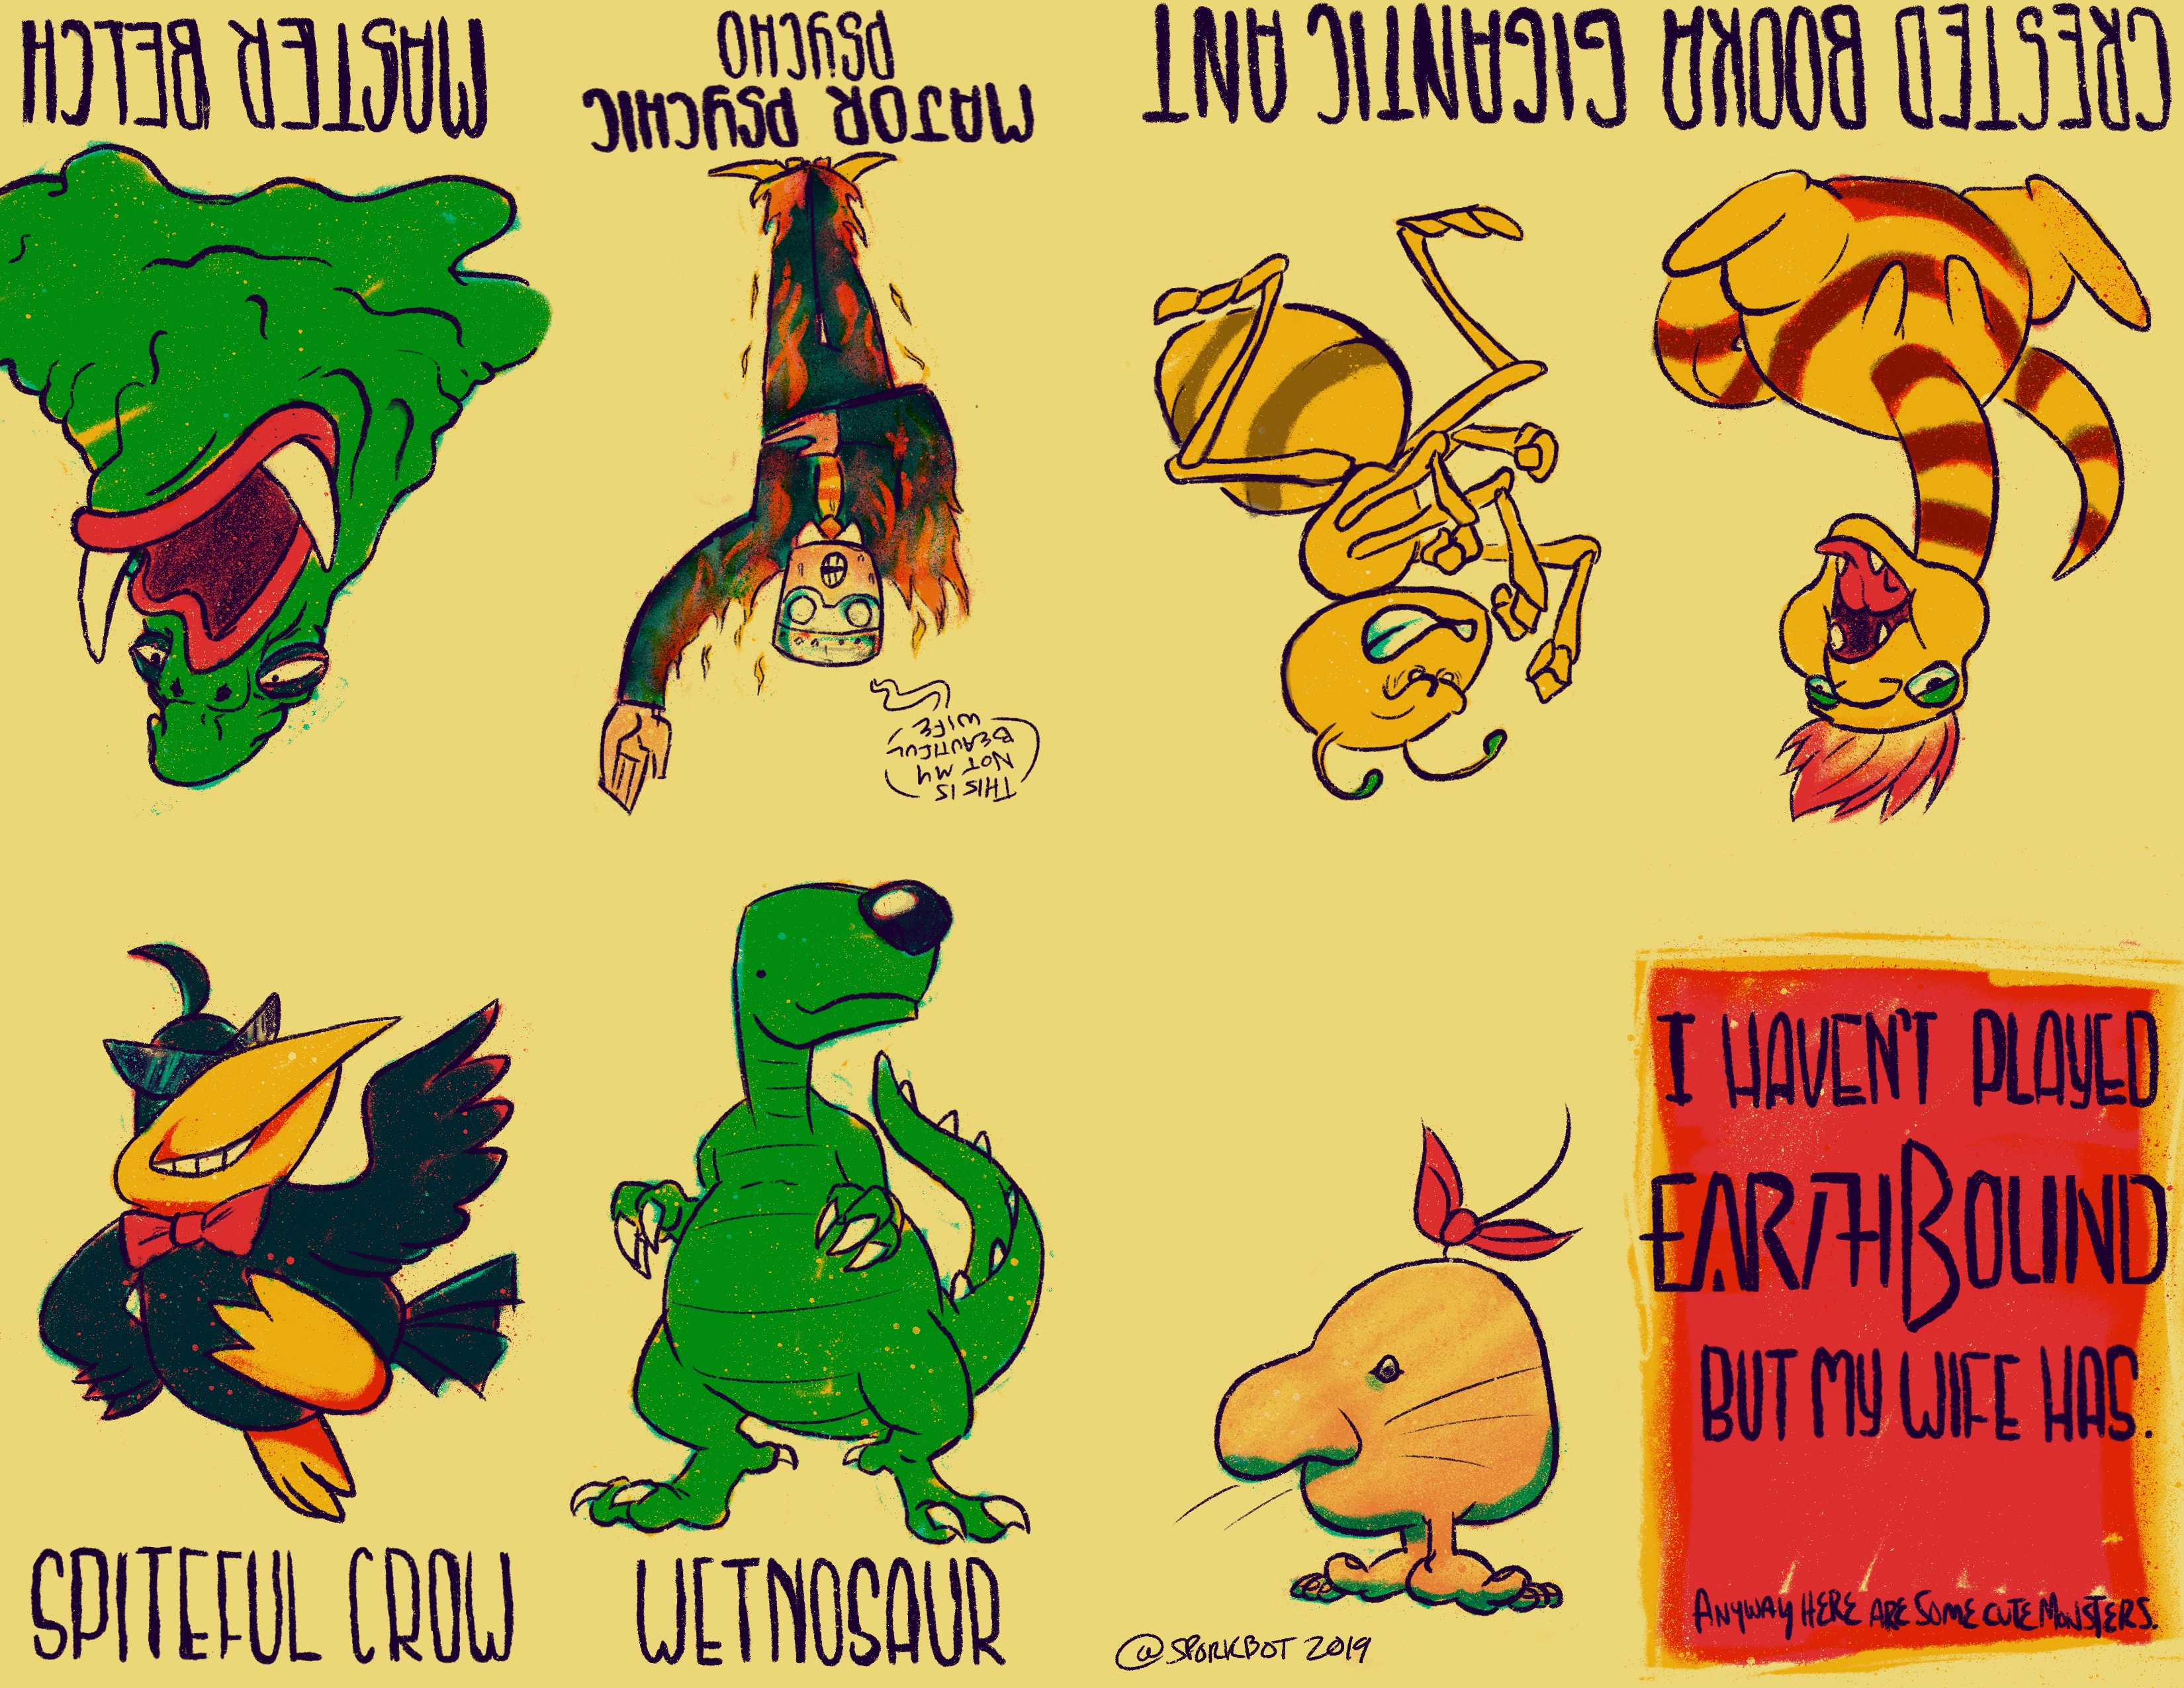 MASTER BELCH
MAJOR PSYCHIC
PSYCHO
THIS IS
NOT MY
BEAUTIFUL
WIFE
GIGANTIC ANT
CRESTED BOOKA
SPITEFUL CROW
WETNOSAUR
@SPORKBOT 2019
I HAVEN'T PLAYED
EARTHBOUND
BUT MY WIFE HAS.
ANYWAY HERE ARE SOME CUTE MONSTERS.